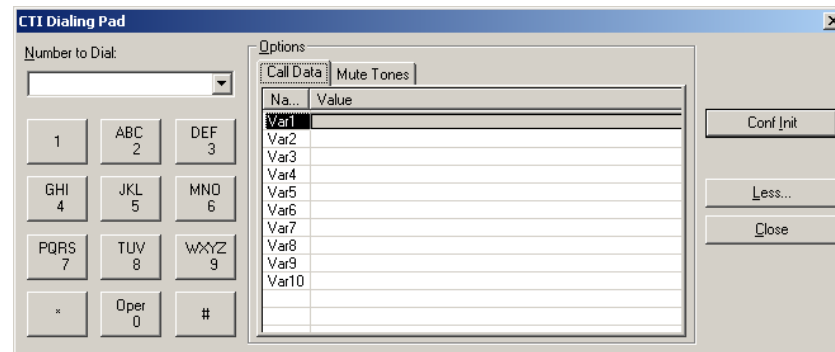 CTI Dialing Pad
Number to Dial:
1
ABC
2
DEF
3
GHI
4
JKL
5
MNO
6
PQRS
7
TUV
8
WXYZ
9
*
Oper
0
#
Options
Call Data
Mute Tones
Na... Value
Var1
Var2
Var3
Var4
Var5
Var6
Var7
Var8
Var9
Var10
Conf Init
Less...
Close